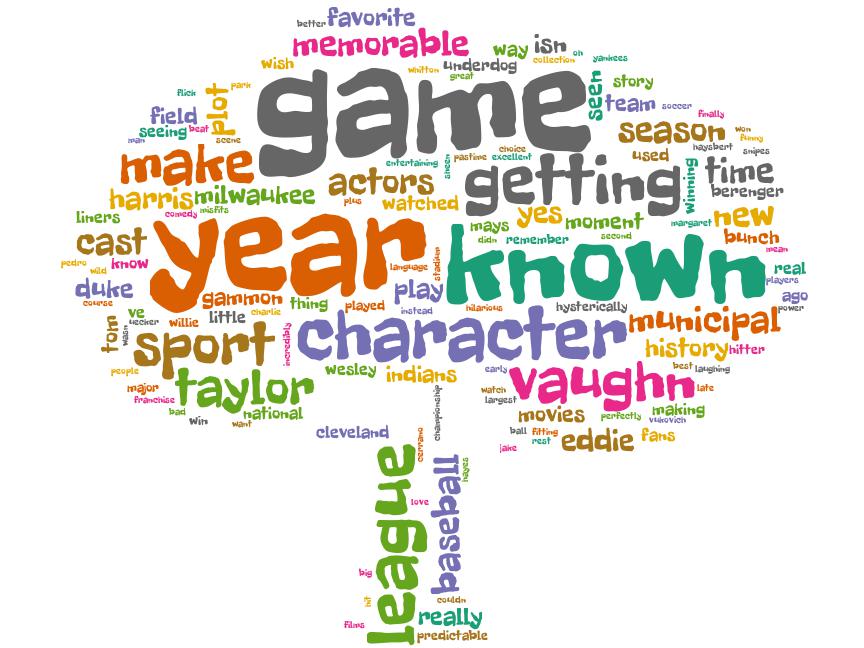 better favorite
memorable way isn oh
wish whitton underdog collection yankees
great
flick plot park game seen story
field team soccer
seeing beat finally
man scene season won funny
make entertaining sheen pastime choice excellent used haysbert snipes
harris milwaukee actors getting winning time
berenger
plus watched
liners comedy misfits mays yes moment margaret new
cast year didn remember second known bunch
mean
pedro wild know language stadium real
players
duke gammon thing play ago
course played instead hilarious hysterically power
tom ve uecker wasn willie little charlie character municipal
sport incredibly history hitter
people wesley indians early best laughing
major taylor vaughn late
franchise watch largest
bad win national want championship movies perfectly making
vukovich
cleveland cerrano ball fitting eddie fans
rest
jake
league baseball hayes
love
big
hit couldn
films really
predictable